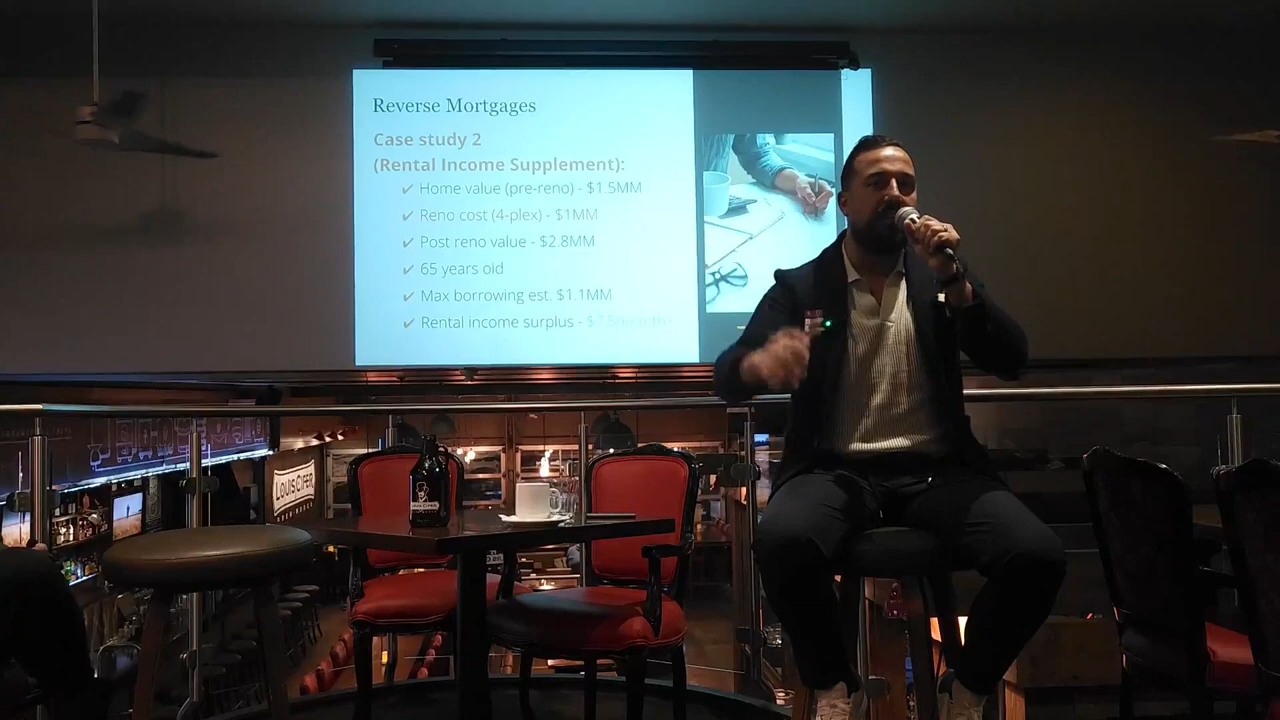 Reverse Mortgages
Case study 2
(Rental Income Supplement):
✔ Home value (pre-reno) - $1.5MM
✔ Reno cost (4-plex) - $1MM
✔ Post reno value - $2.8MM
✔ 65 years old
✔ Max borrowing est. $1.1MM
✔ Rental income surplus -
LOUIS CIFER